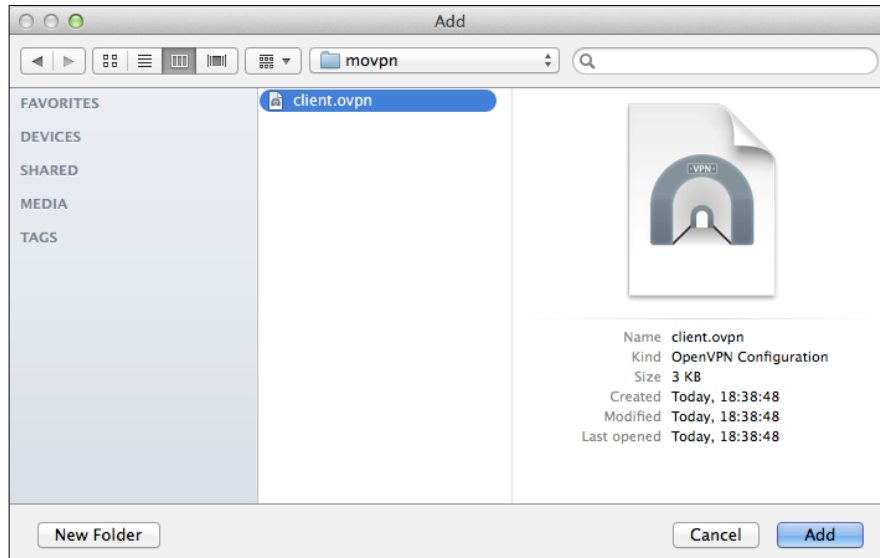 Add
movpn
FAVORITES
DEVICES
SHARED
MEDIA
TAGS
client.ovpn
·VPN·
Name client.ovpn
Kind OpenVPN Configuration
Size 3 KB
Created Today, 18:38:48
Modified Today, 18:38:48
Last opened Today, 18:38:48
New Folder
Cancel
Add